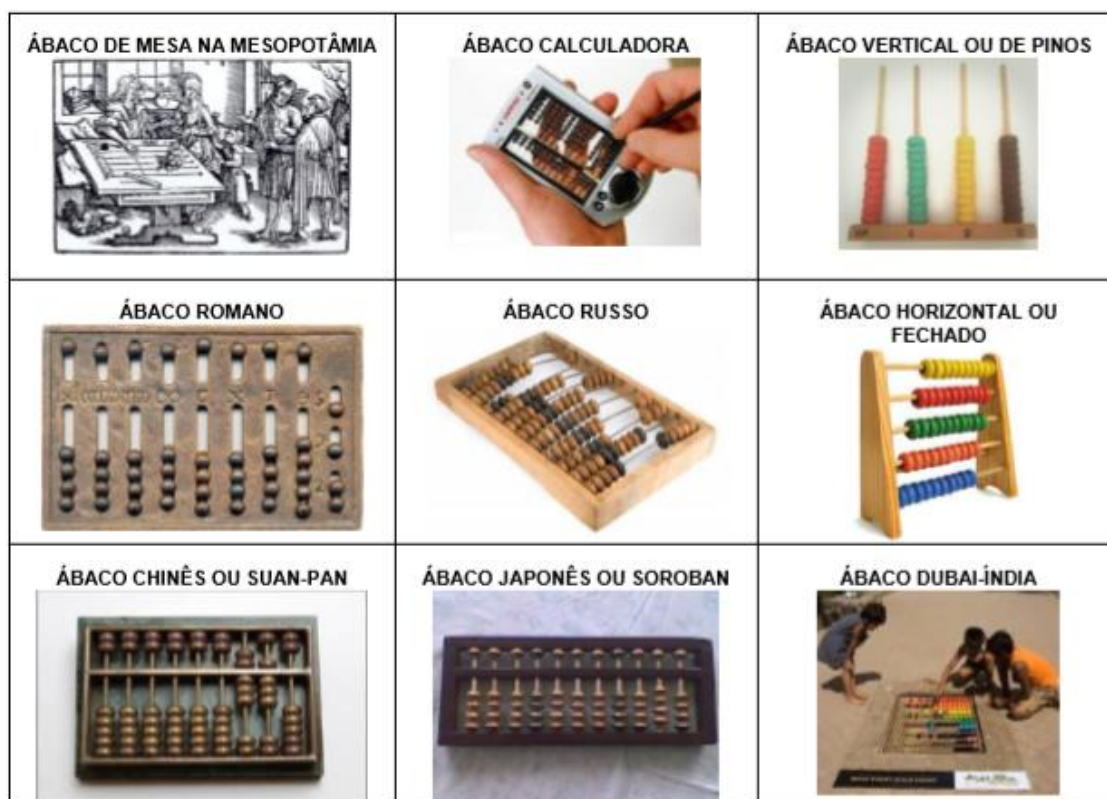 ÁBACO DE MESA NA MESOPOTÂMIA
ÁBACO CALCULADORA
ÁBACO VERTICAL OU DE PINOS
ÁBACO ROMANO
ÁBACO RUSSO
ÁBACO HORIZONTAL OU
FECHADO
ÁBACO CHINÊS OU SUAN-PAN
ÁBACO JAPONÊS OU SOROBAN
ÁBACO DUBAI-ÍNDIA